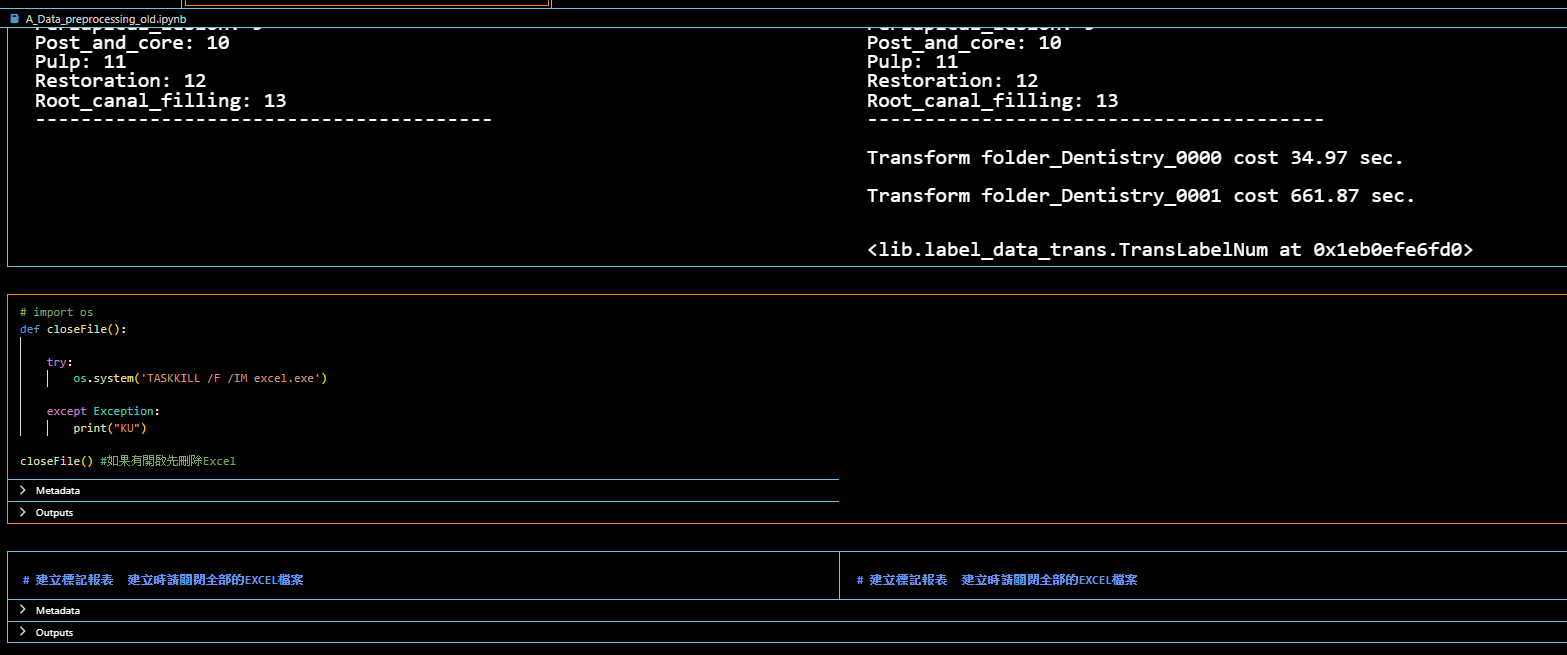 A_Data_preprocessing_old.ipynb
Post_and_core: 10
Pulp: 11
Restoration: 12
Root_canal_filling: 13
----------------------------------------
Post_and_core: 10
Pulp: 11
Restoration: 12
Root_canal_filling: 13
----------------------------------------
Transform folder_Dentistry_0000 cost 34.97 sec.
Transform folder_Dentistry_0001 cost 661.87 sec.
<lib.label_data_trans.TransLabelNum at 0x1eb0efe6fd0>
# import os
def closeFile():
try:
os.system('TASKKILL /F /IM excel.exe')
except Exception:
print("KU")
closeFile() #如果有開啟先刪除Excel
Metadata
Outputs
# 建立標記報表  建立時請關閉全部的EXCEL檔案
# 建立標記報表  建立時請關閉全部的EXCEL檔案
Metadata
Outputs